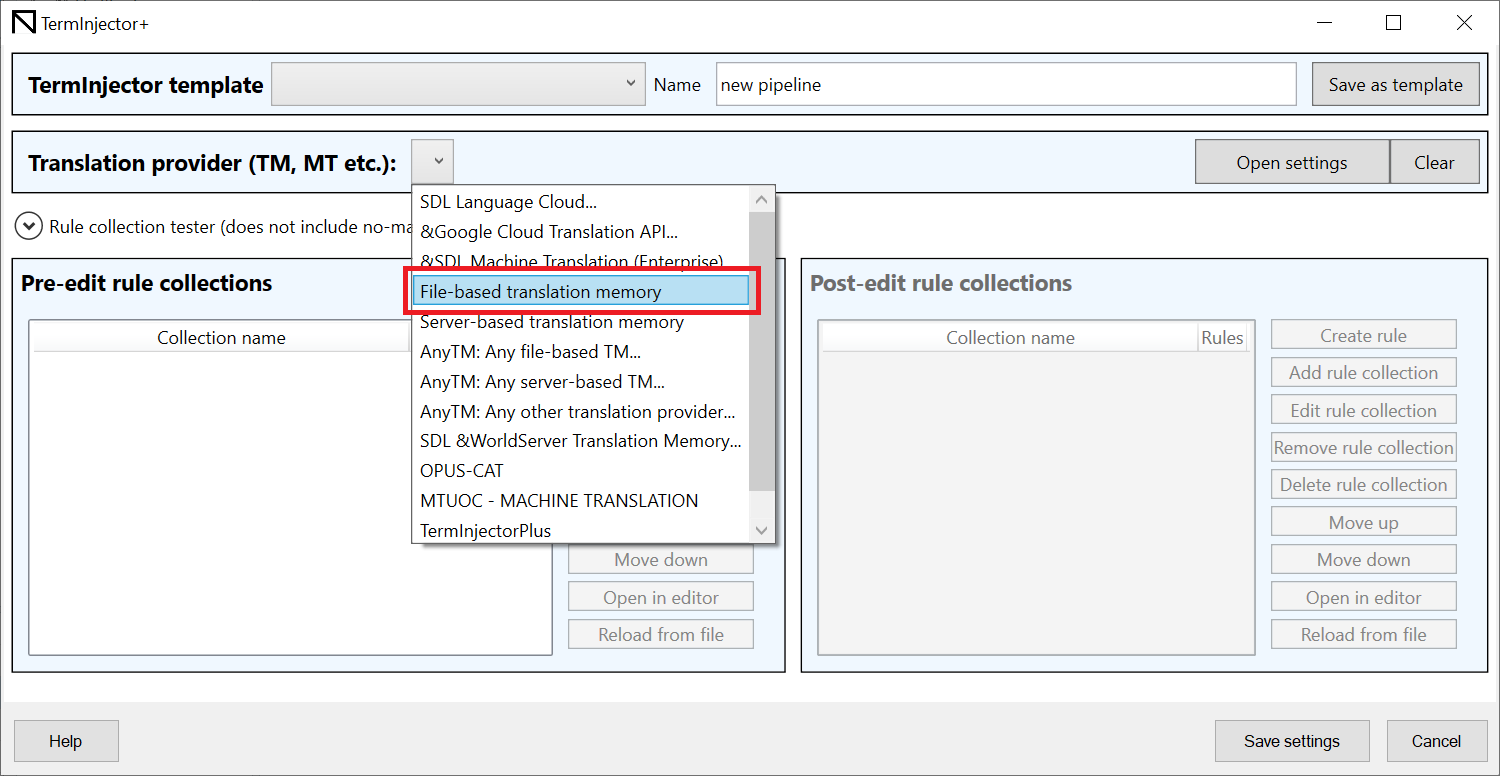 TermInjector+
TermInjector template
Name
new pipeline
Save as template
Translation provider (TM, MT etc.):
Open settings
Clear
SDL Language Cloud...
&Google Cloud Translation API...
&SDL Machine Translation (Enterprise)
File-based translation memory
Server-based translation memory
AnyTM: Any file-based TM...
AnyTM: Any server-based TM...
AnyTM: Any other translation provider...
SDL &WorldServer Translation Memory...
OPUS-CAT
MTUOC - MACHINE TRANSLATION
TermInjectorPlus
Rule collection tester (does not include no-ma
Pre-edit rule collections
Collection name
Move down
Open in editor
Reload from file
Post-edit rule collections
Collection name
Rules
Create rule
Add rule collection
Edit rule collection
Remove rule collection
Delete rule collection
Move up
Move down
Open in editor
Reload from file
Help
Save settings
Cancel